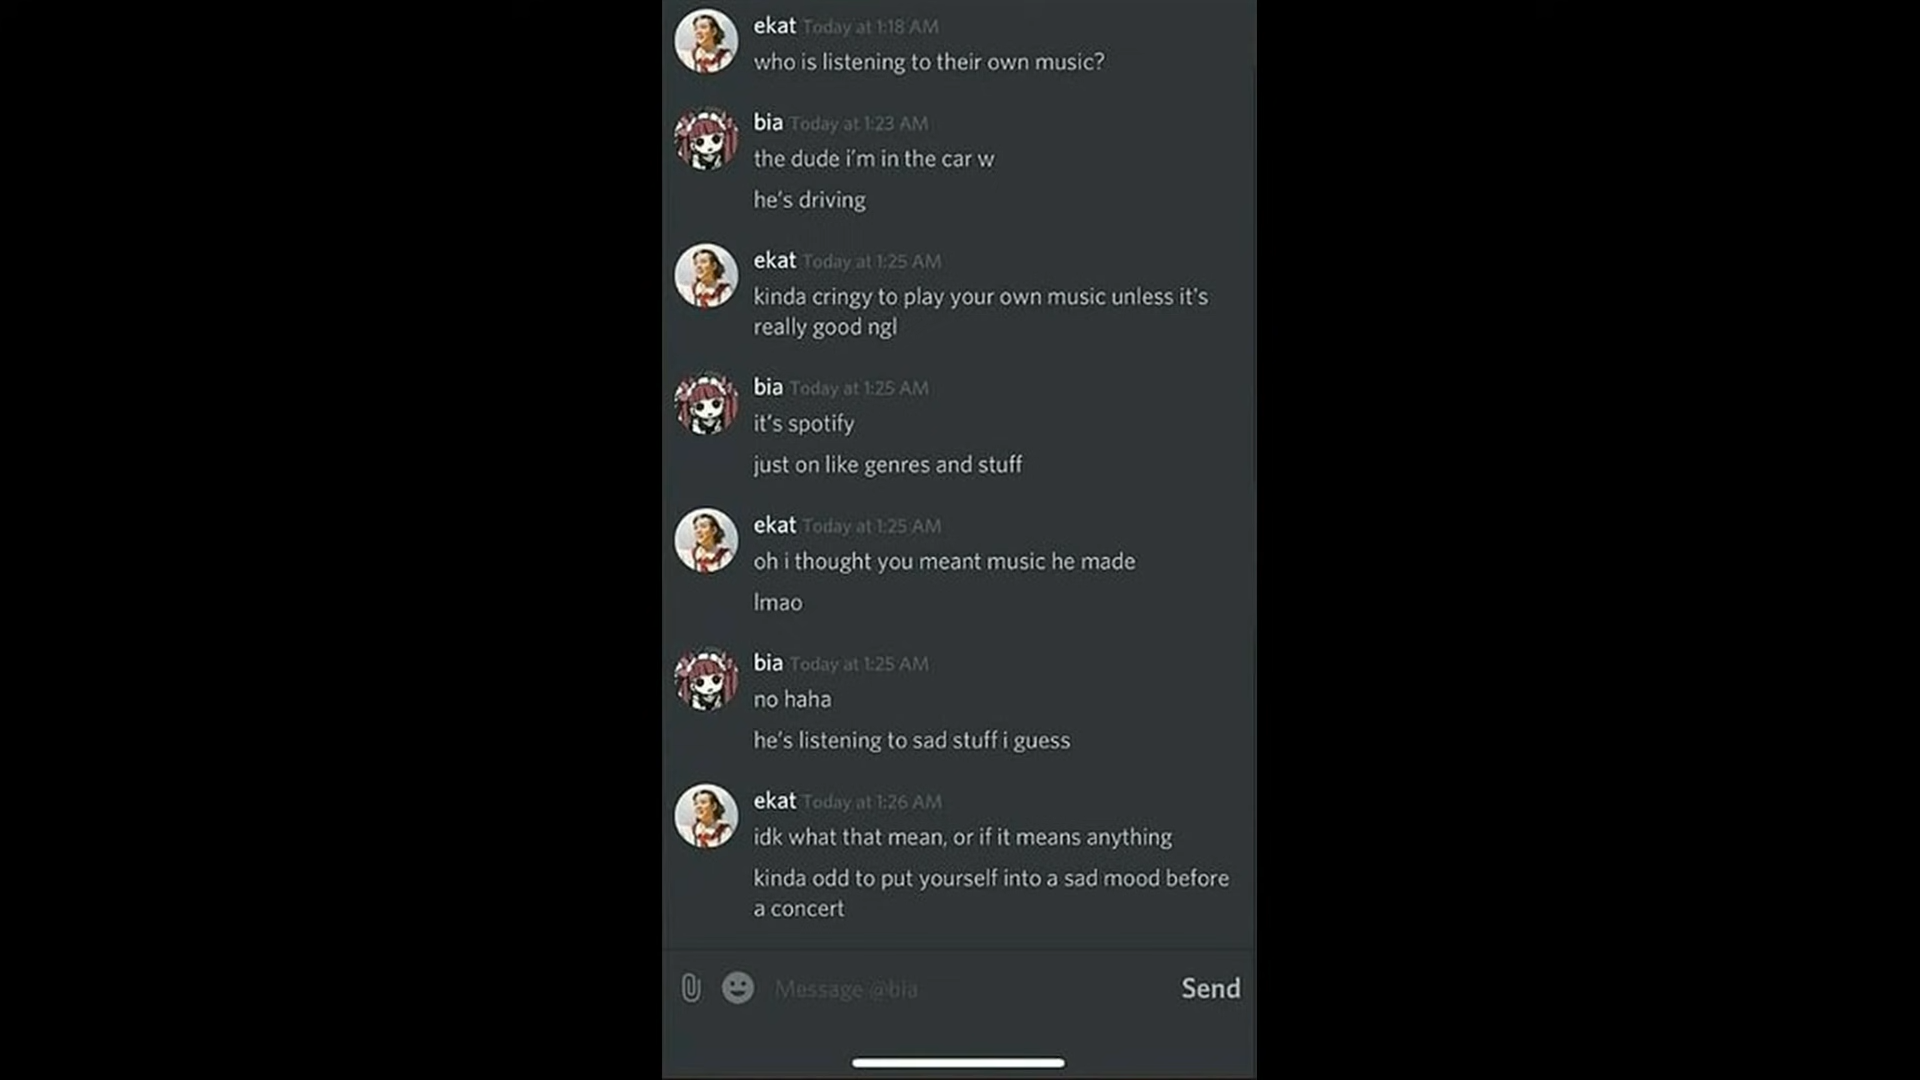 ekat Today at 1:18 AM
who is listening to their own music?
bia Today at 1:23 AM
the dude i'm in the car w
he's driving
ekat Today at 1:25 AM
kinda cringy to play your own music unless it's
really good ngl
bia Today at 1:25 AM
it's spotify
just on like genres and stuff
ekat Today at 1:25 AM
oh i thought you meant music he made
lmao
bia Today at 1:25 AM
no haha
he's listening to sad stuff i guess
ekat Today at 1:26 AM
idk what that mean, or if it means anything
kinda odd to put yourself into a sad mood before
a concert
Message @bia
Send